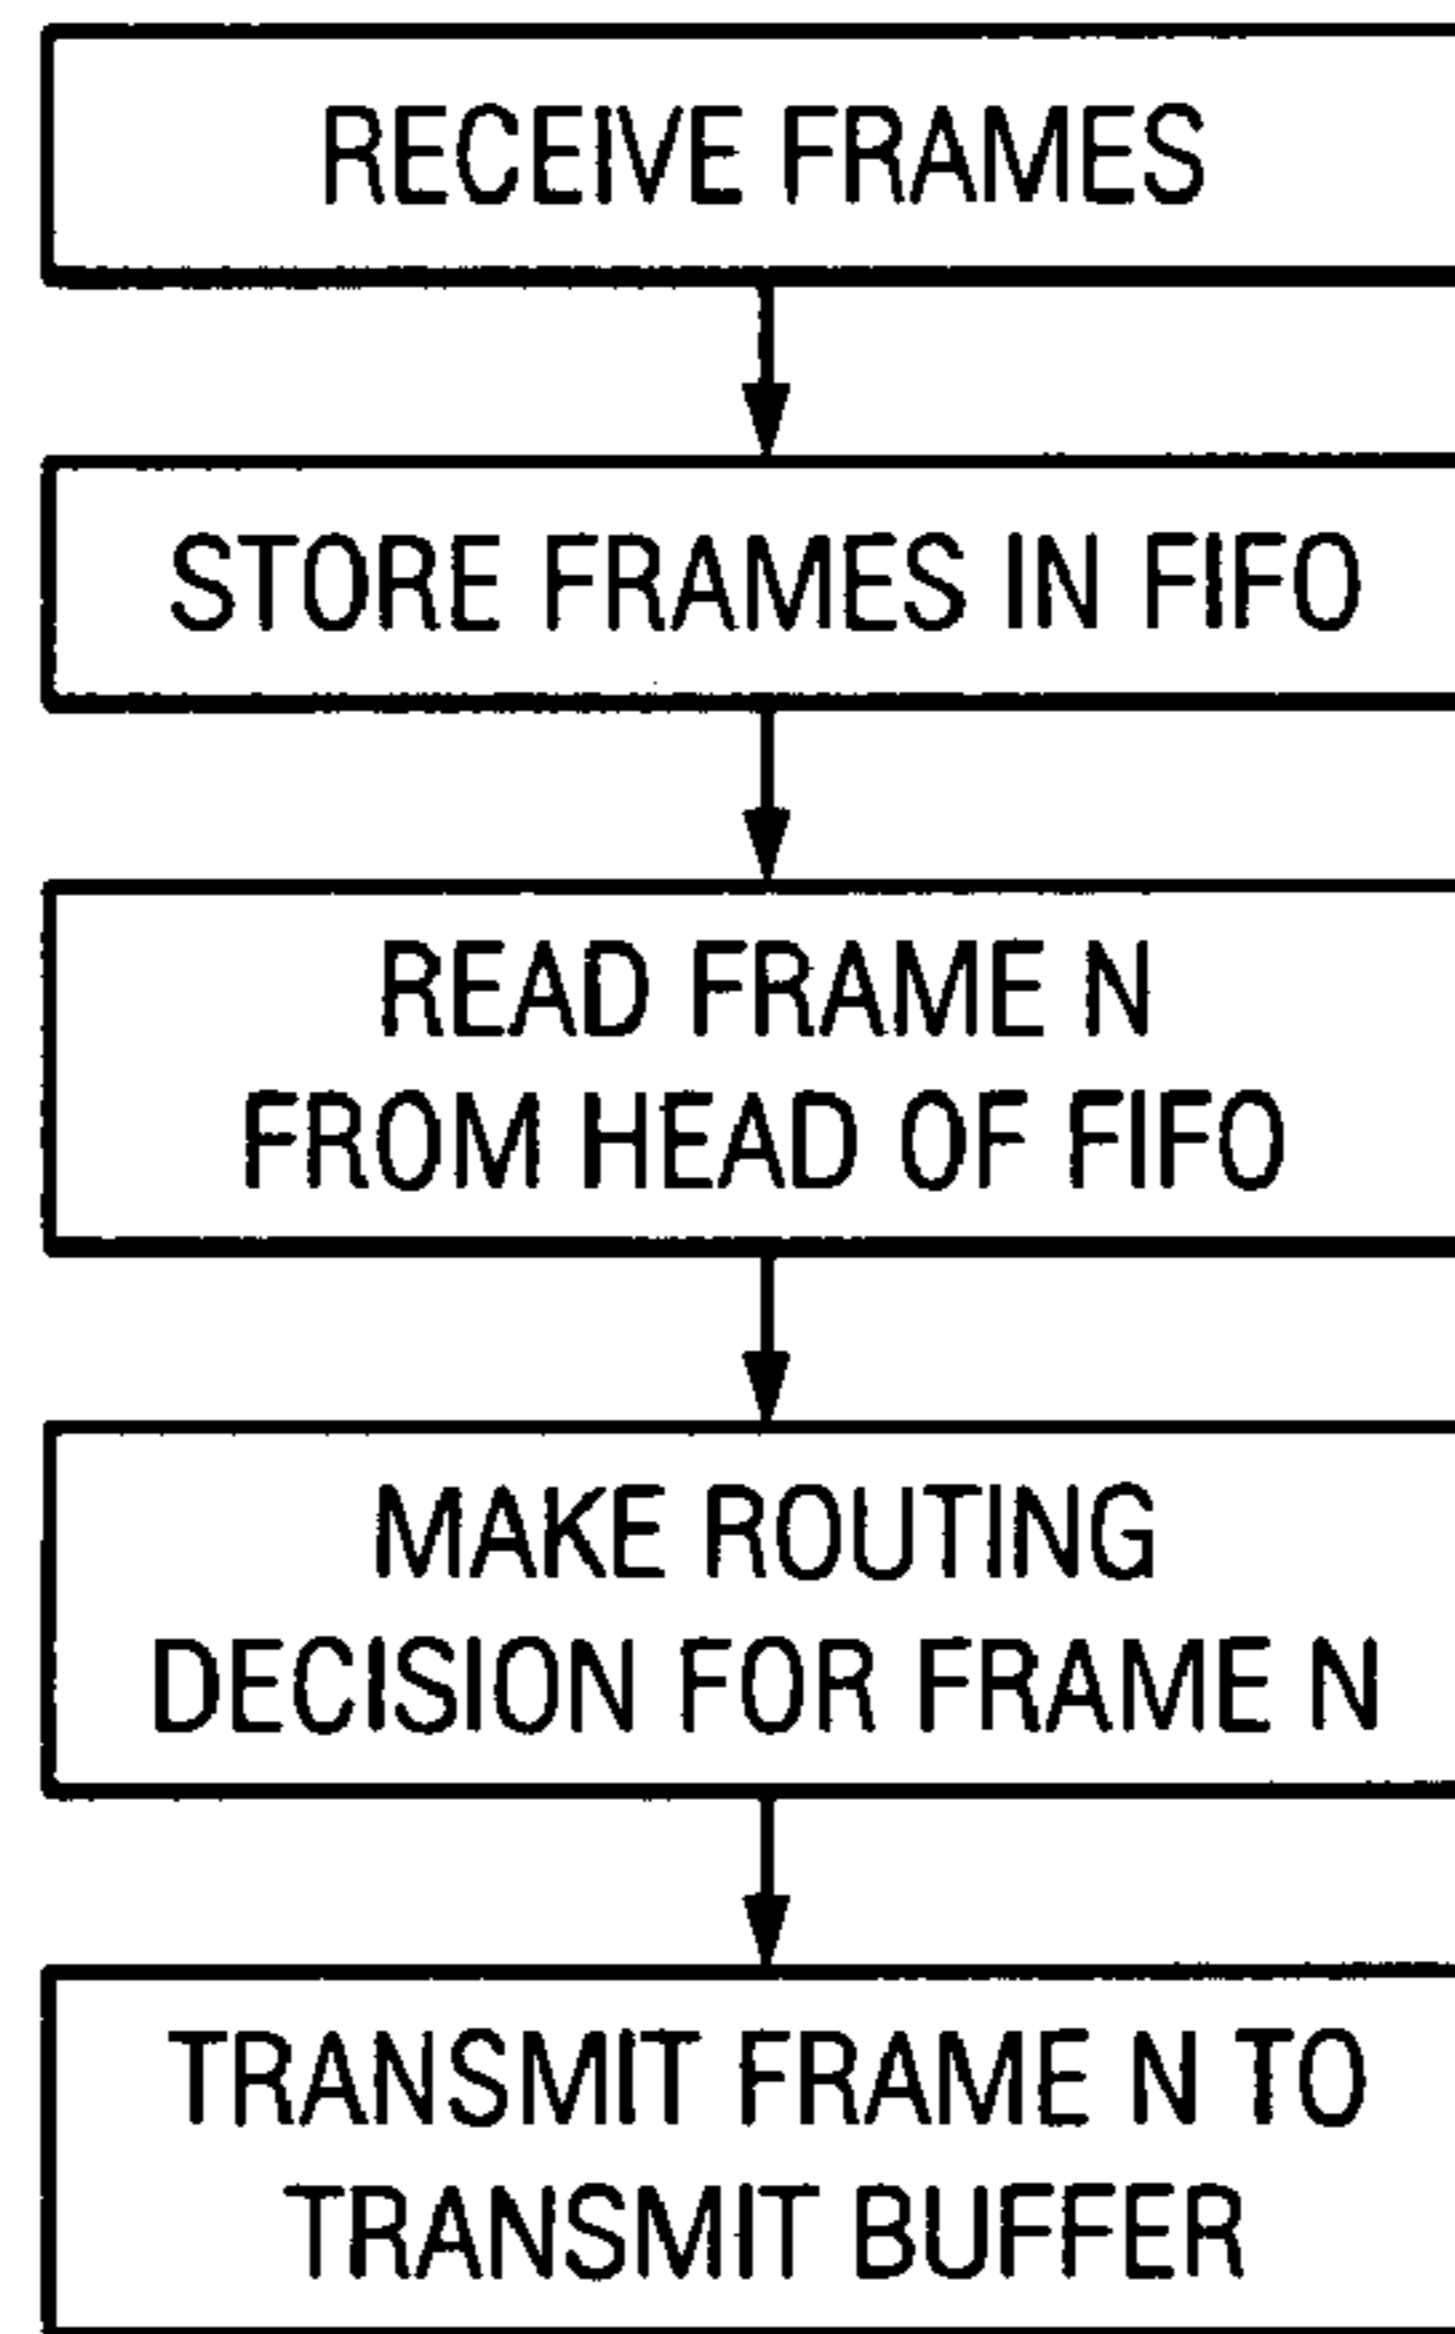 RECEIVE FRAMES
STORE FRAMES IN FIFO
READ FRAME N
FROM HEAD OF FIFO
MAKE ROUTING
DECISION FOR FRAME N
TRANSMIT FRAME N TO
TRANSMIT BUFFER